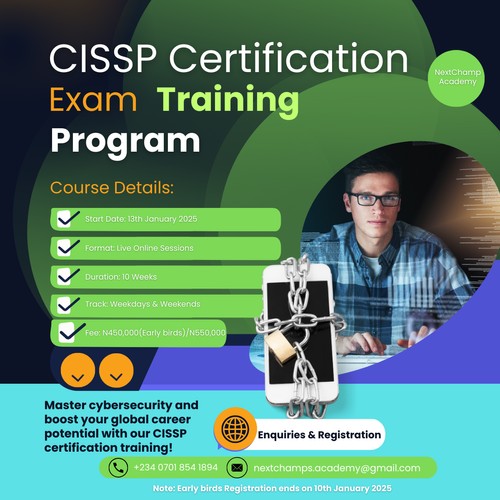 CISSP Certification
NextChamp
Academy
Exam Training
Program
Course Details:
Start Date: 13th January 2025
Format: Live Online Sessions
Duration: 10 Weeks
Track: Weekdays & Weekends
Fee: N450,000(Early birds)/N550,000
Master cybersecurity and
boost your global career
potential with our CISSP
certification training!
Enquiries & Registration
+234 0701 854 1894
nextchamps.academy@gmail.com
Note: Early birds Registration ends on 10th January 2025